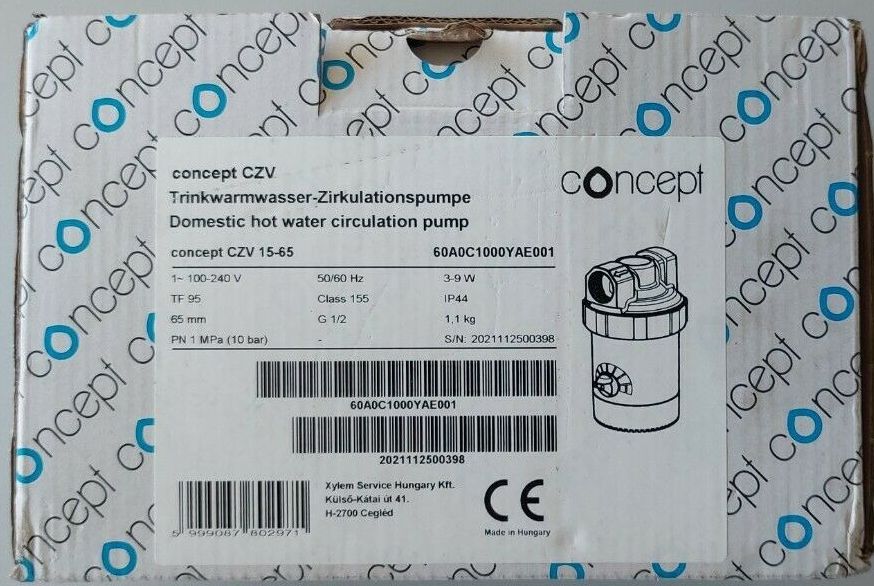 concept CZV
Trinkwarmwasser-Zirkulationspumpe
Domestic hot water circulation pump
concept
concept CZV 15-65 60A0C1000YAE001
1~ 100-240 V 50/60 Hz 3-9 W
TF 95 Class 155 IP44
65 mm G 1/2 1,1 kg
PN 1 MPa (10 bar) - S/N: 2021112500398
60A0C1000YAE001
2021112500398
Xylem Service Hungary Kft.
Külső-Kátai út 41.
H-2700 Cegléd
CE
Made in Hungary
5 999087 802971